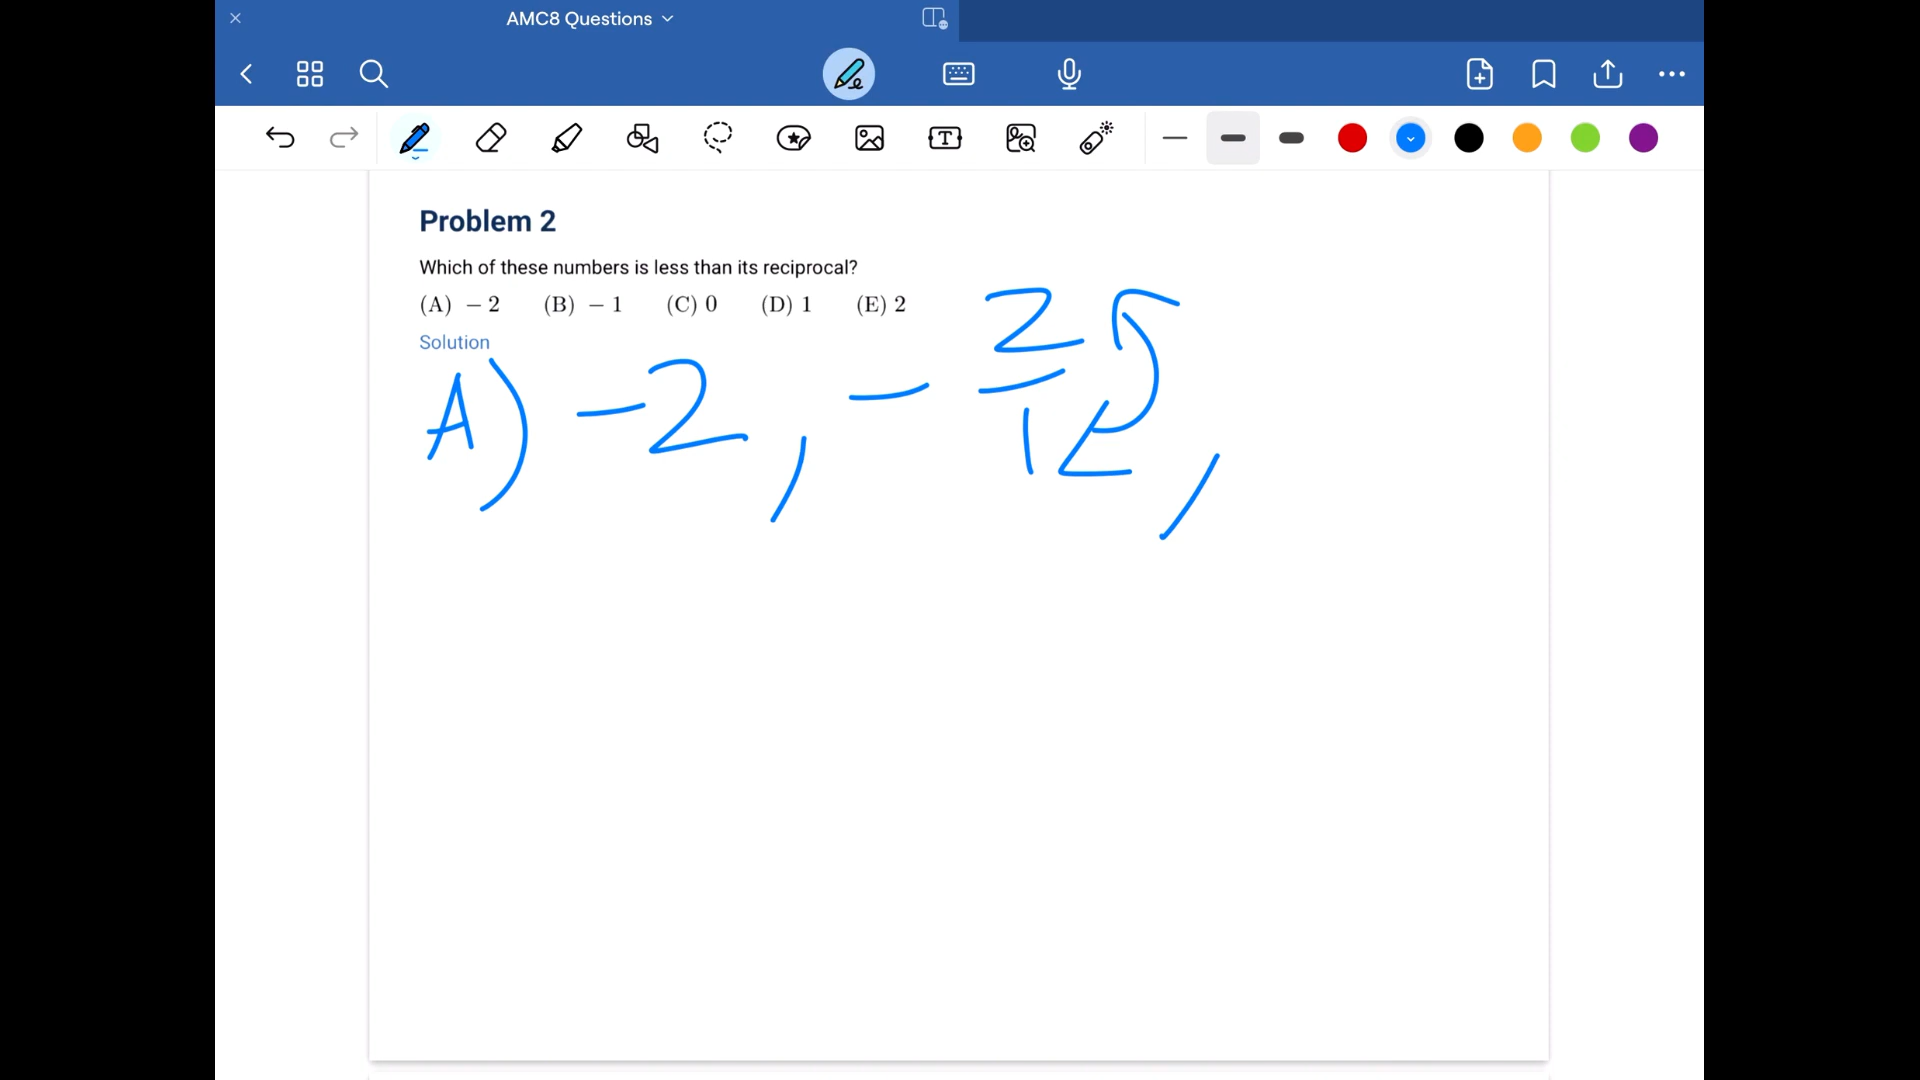 AMC8 Questions
T
Problem 2
Which of these numbers is less than its reciprocal?
(A) − 2 (B) − 1 (C) 0 (D) 1 (E) 2
Solution
A) −2, − 2/1,